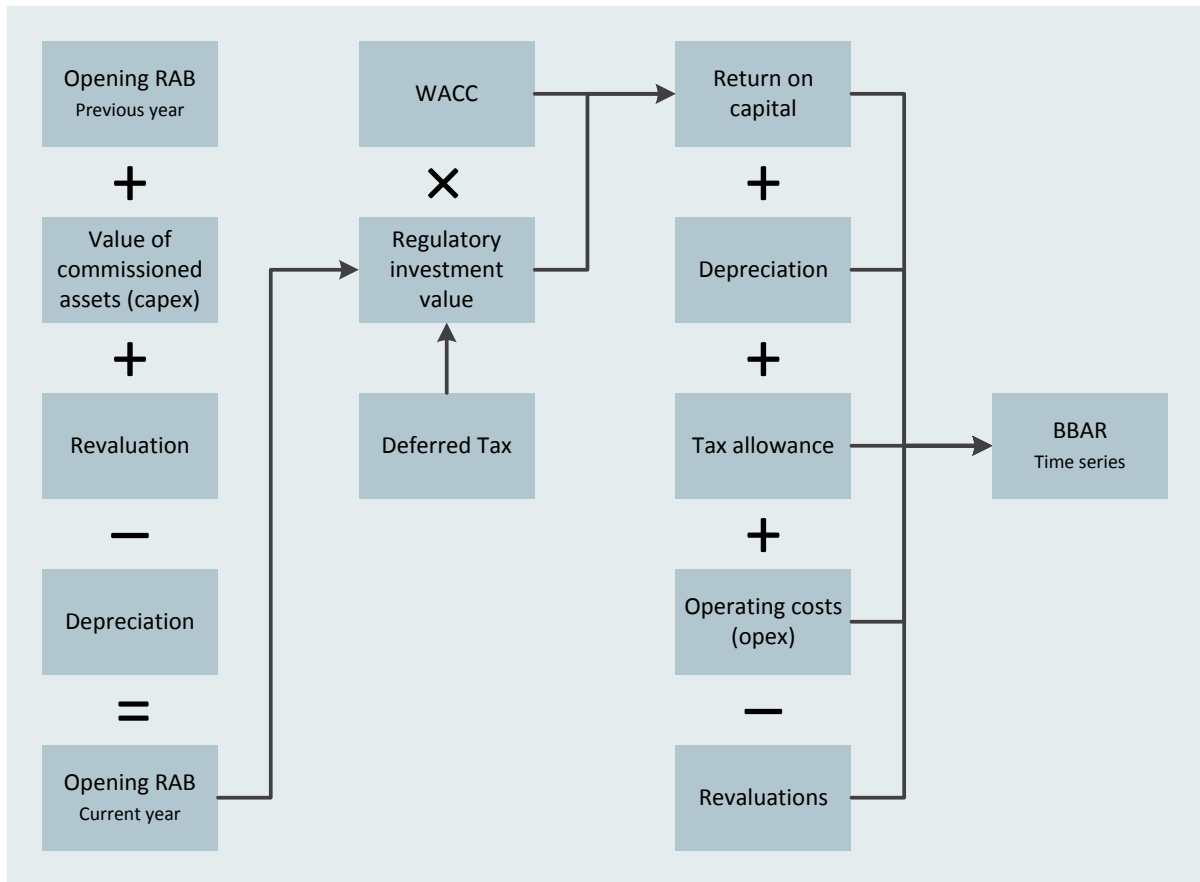 Opening RAB
Previous year
+
Value of
commissioned
assets (capex)
+
Revaluation
−
Depreciation
=
Opening RAB
Current year
WACC
×
Regulatory
investment
value
Deferred Tax
Return on
capital
+
Depreciation
+
Tax allowance
+
Operating costs
(opex)
−
Revaluations
BBAR
Time series